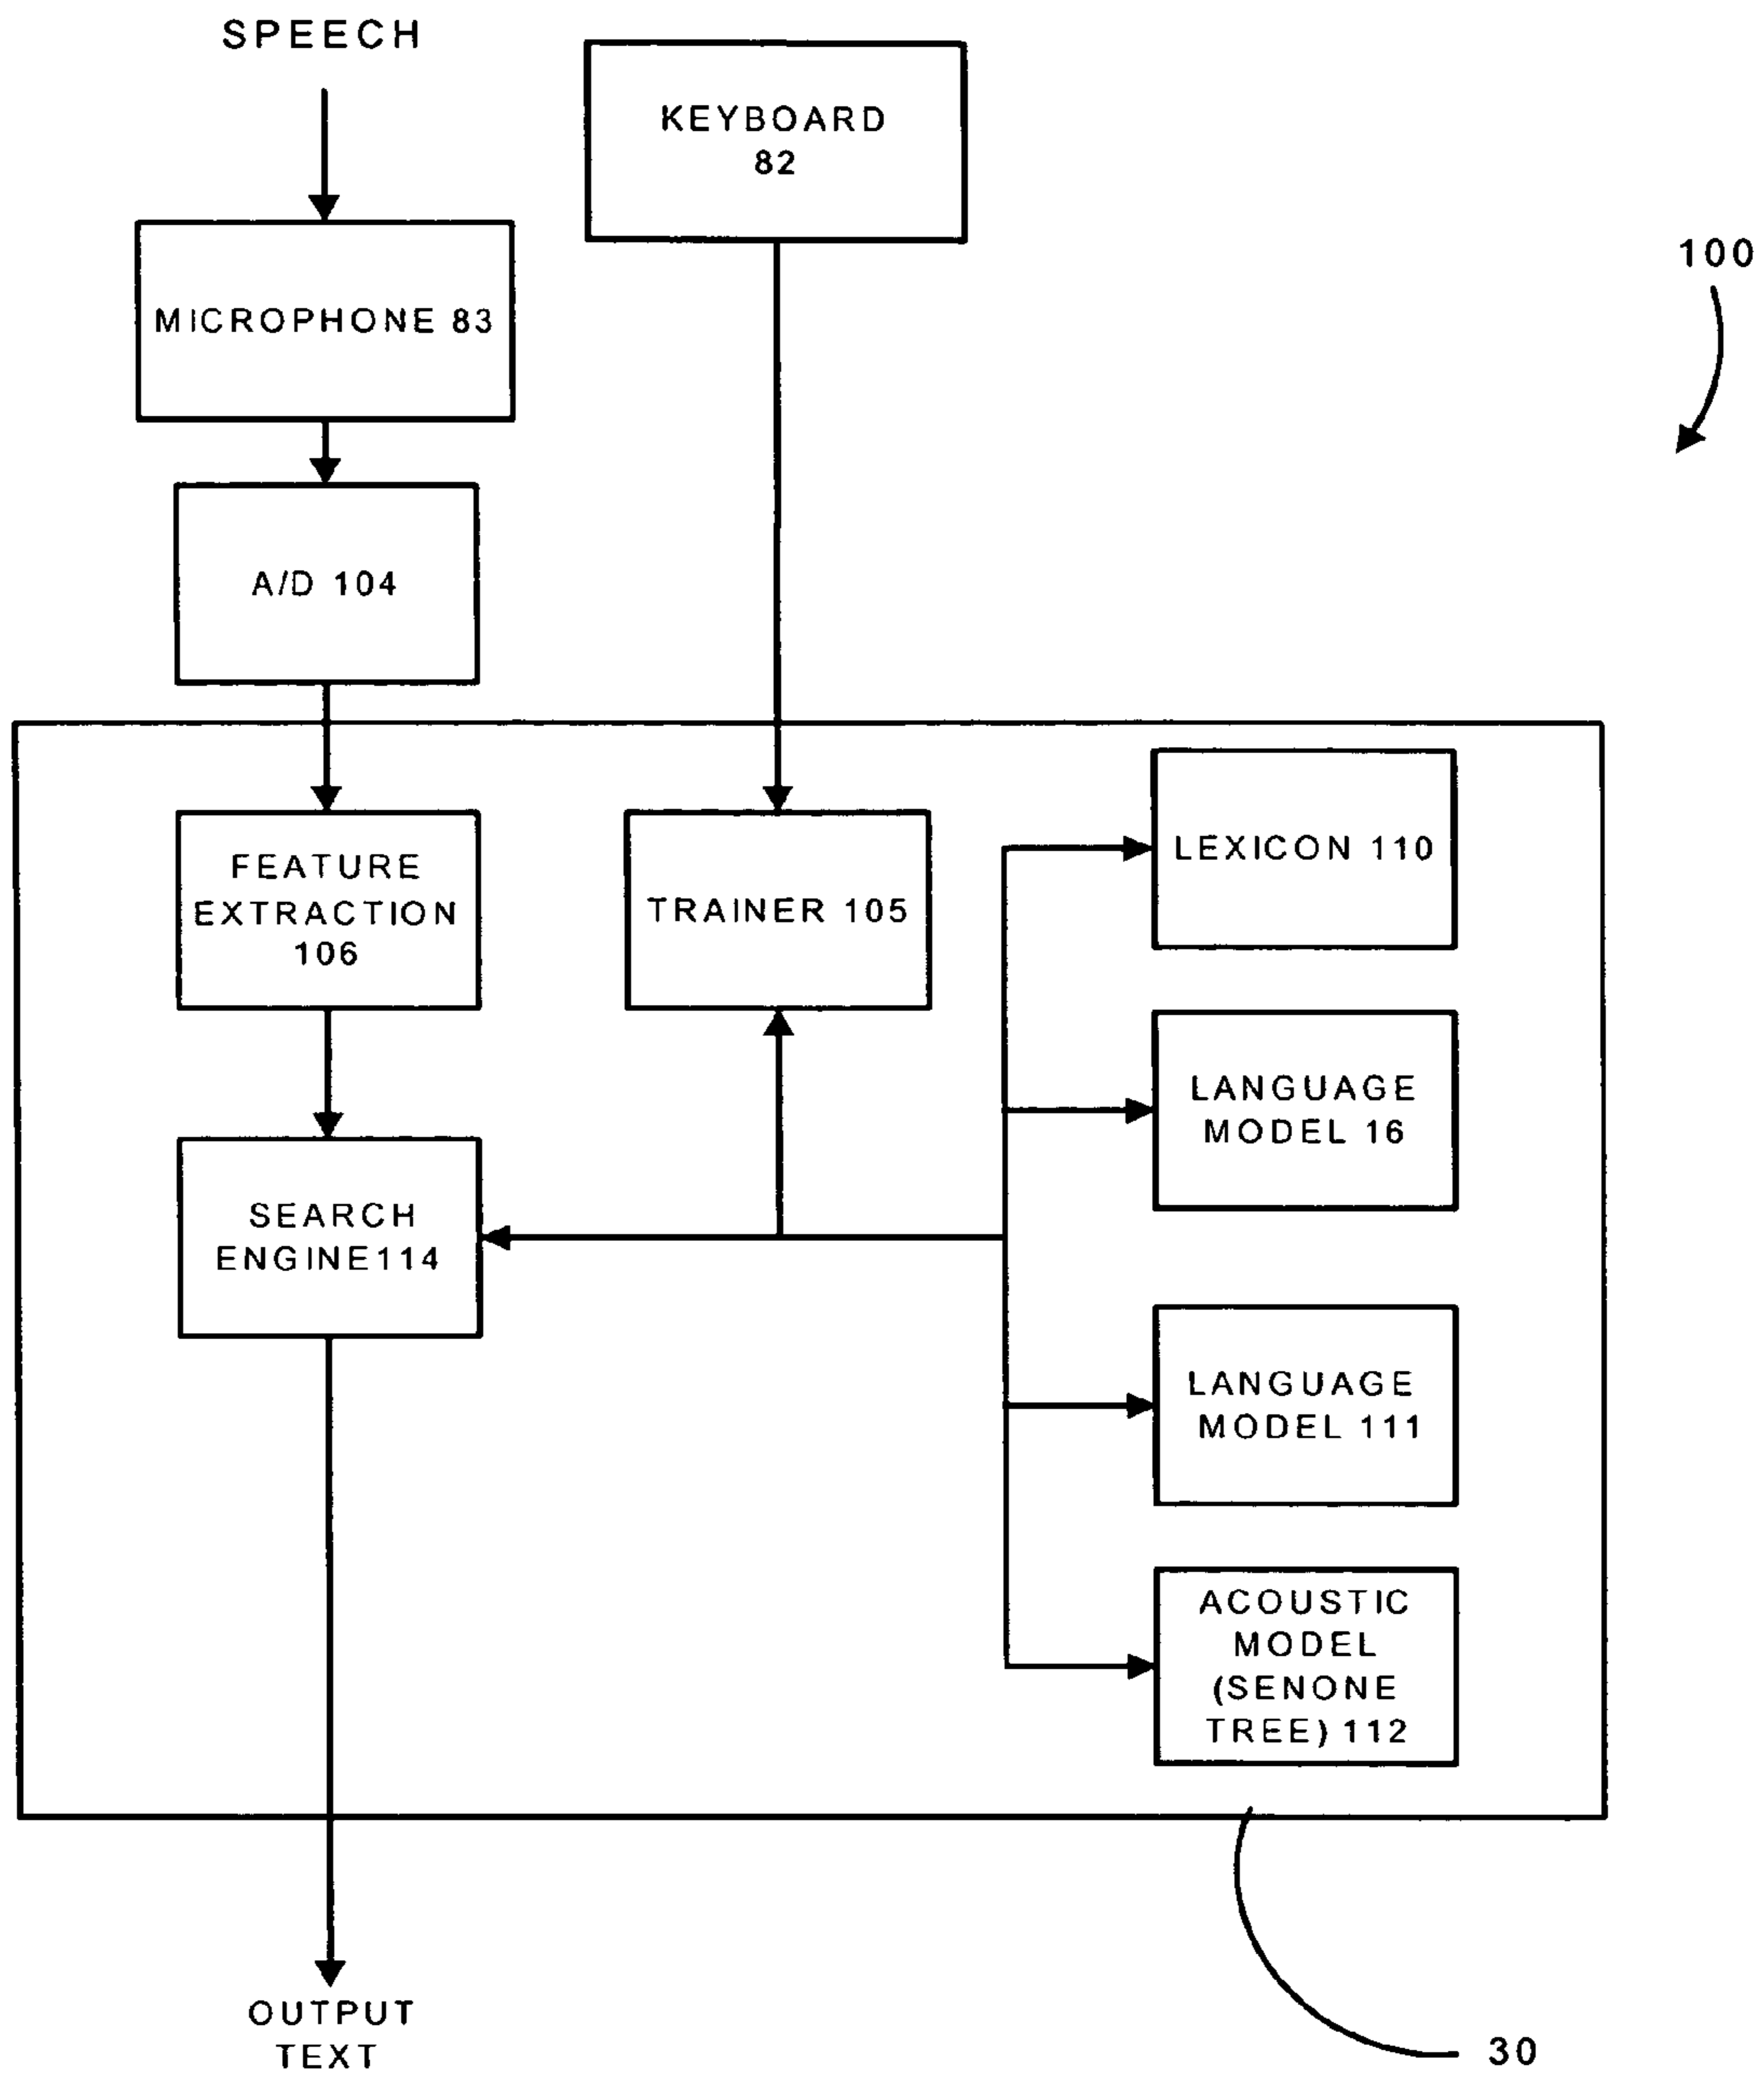 SPEECH
KEYBOARD
82
100
MICROPHONE 83
A/D 104
FEATURE
EXTRACTION
106
TRAINER 105
LEXICON 110
LANGUAGE
MODEL 16
SEARCH
ENGINE114
LANGUAGE
MODEL 111
ACOUSTIC
MODEL
(SENONE
TREE) 112
OUTPUT
TEXT
30